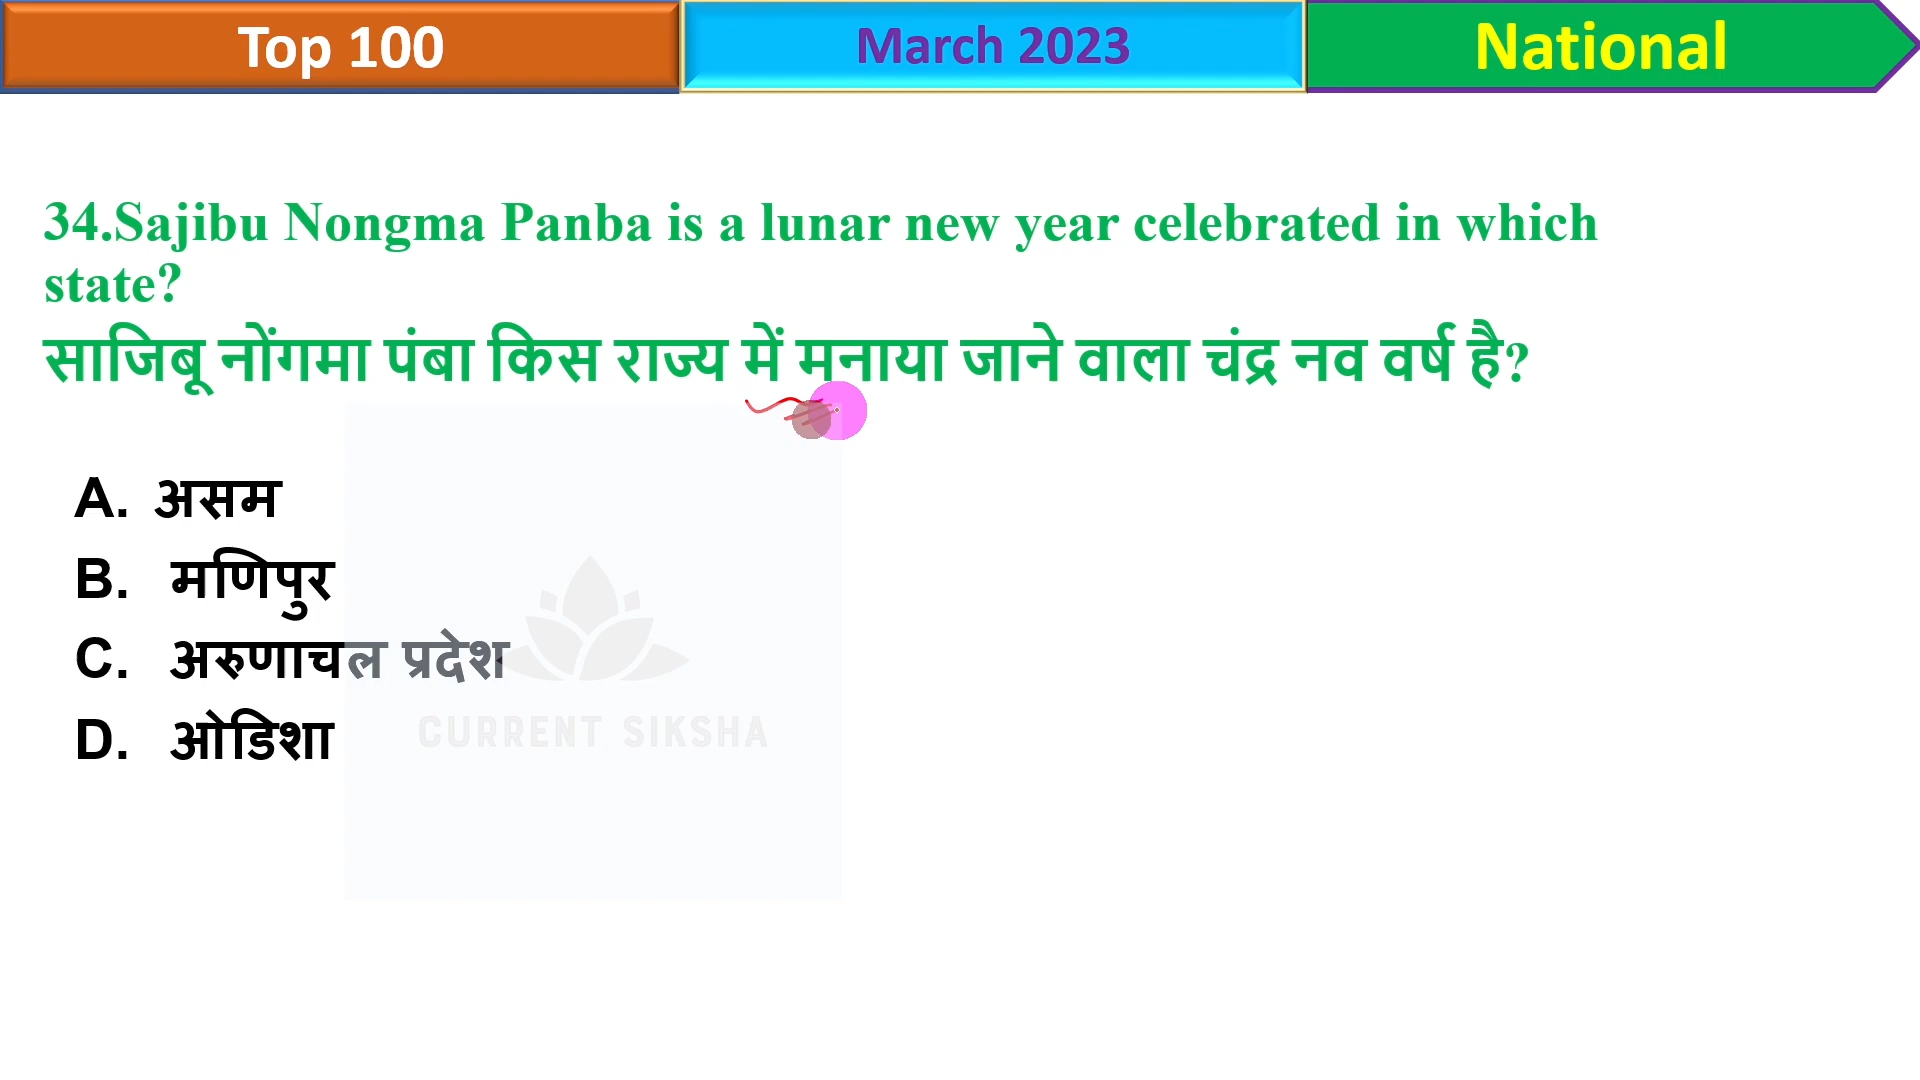 Top 100
March 2023
National
34.Sajibu Nongma Panba is a lunar new year celebrated in which
state?
साजिबू नोंगमा पंबा किस राज्य में मनाया जाने वाला चंद्र नव वर्ष है?
A. असम
B. मणिपुर
C. अरुणाचल प्रदेश
D. ओडिशा
CURRENT SIKSHA